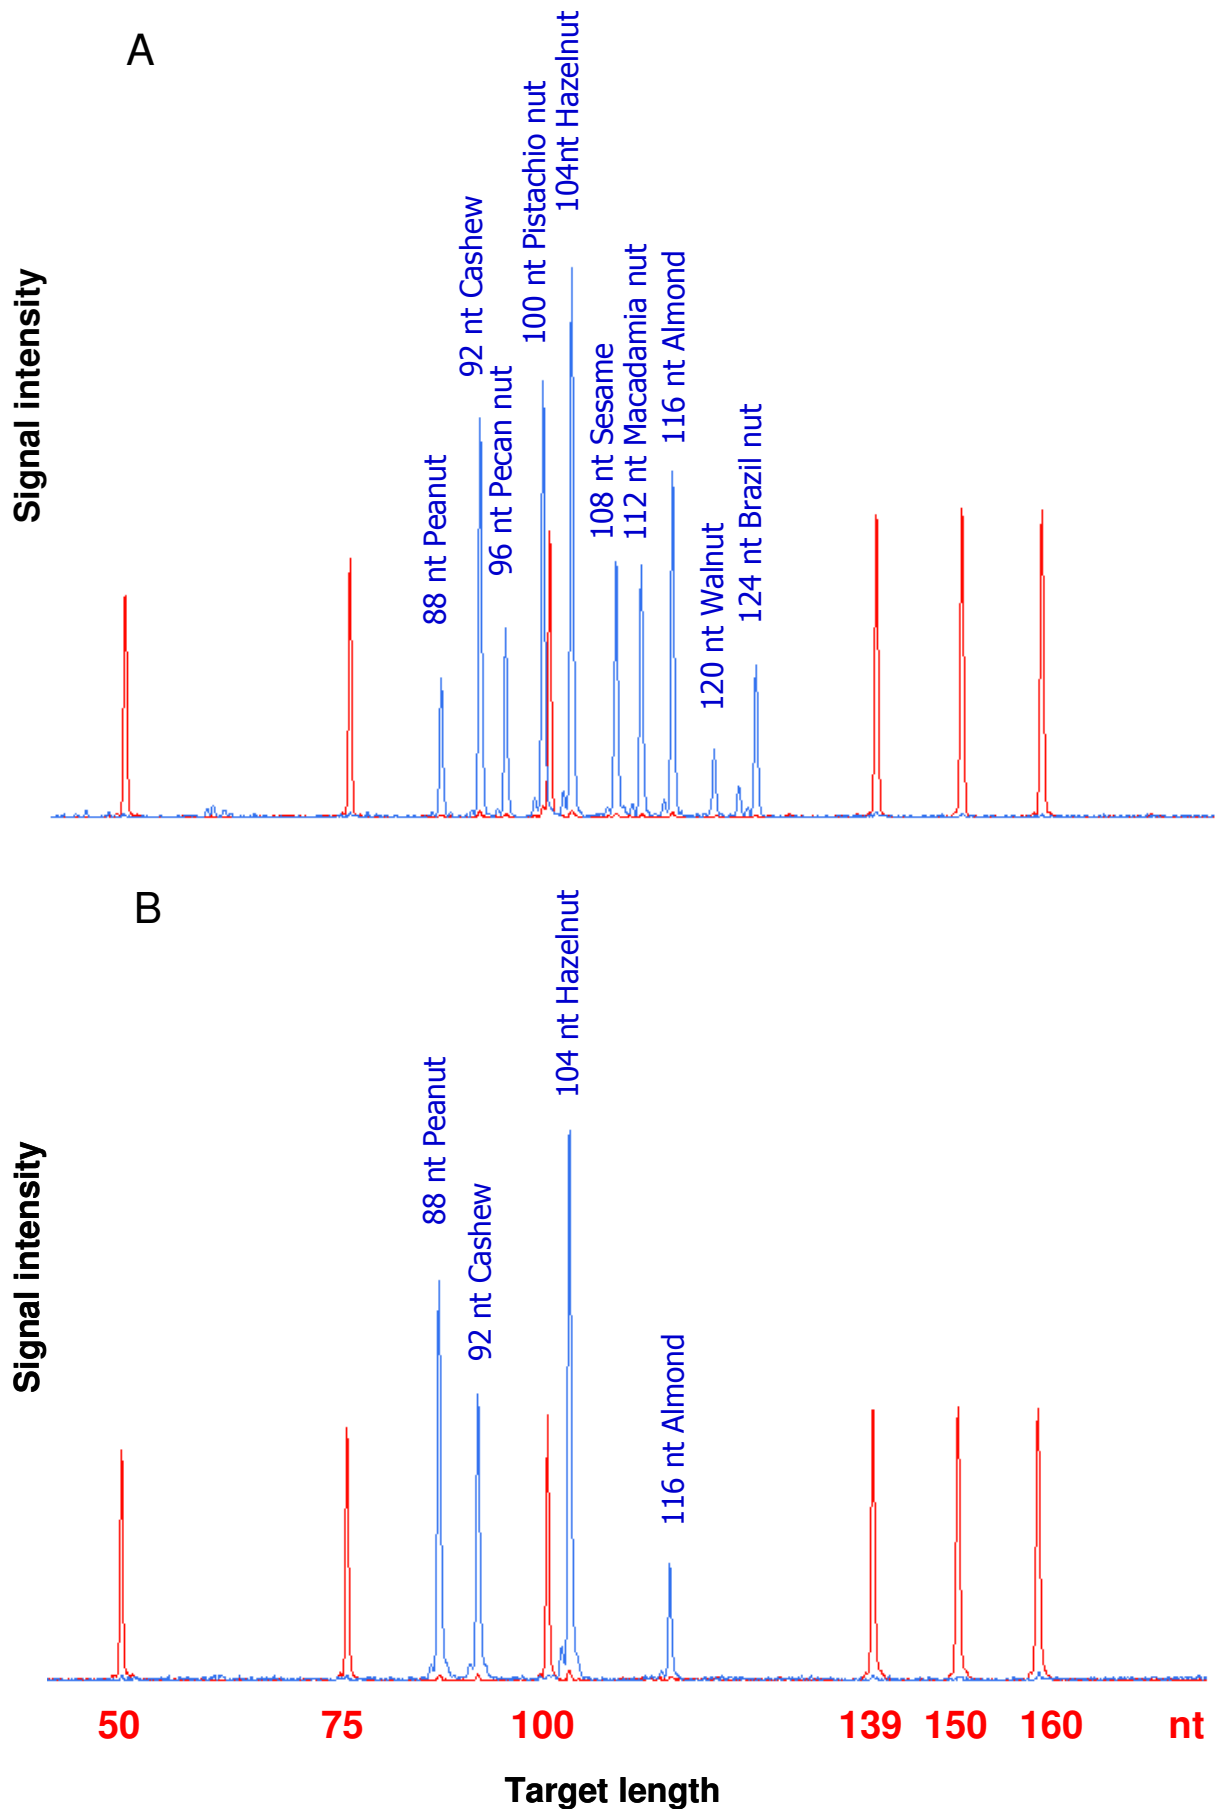 A
Signal intensity
88 nt Peanut
92 nt Cashew
96 nt Pecan nut
100 nt Pistachio nut
104nt Hazelnut
108 nt Sesame
112 nt Macadamia nut
116 nt Almond
120 nt Walnut
124 nt Brazil nut
B
Signal intensity
88 nt Peanut
92 nt Cashew
104 nt Hazelnut
116 nt Almond
50 75 100 139 150 160 nt
Target length